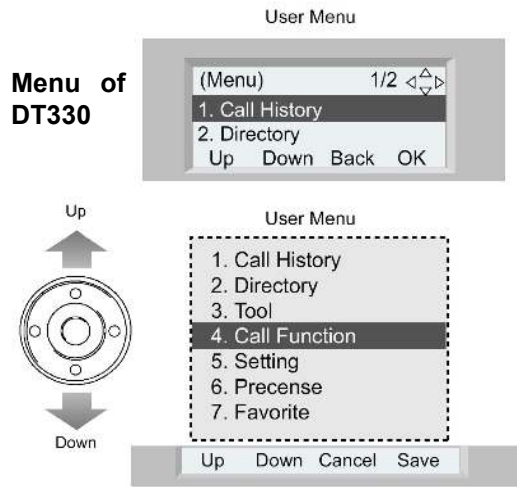 User Menu
Menu of
DT330
(Menu) 1/2
1. Call History
2. Directory
Up Down Back OK
Up
Down
User Menu
1. Call History
2. Directory
3. Tool
4. Call Function
5. Setting
6. Precense
7. Favorite
Up Down Cancel Save